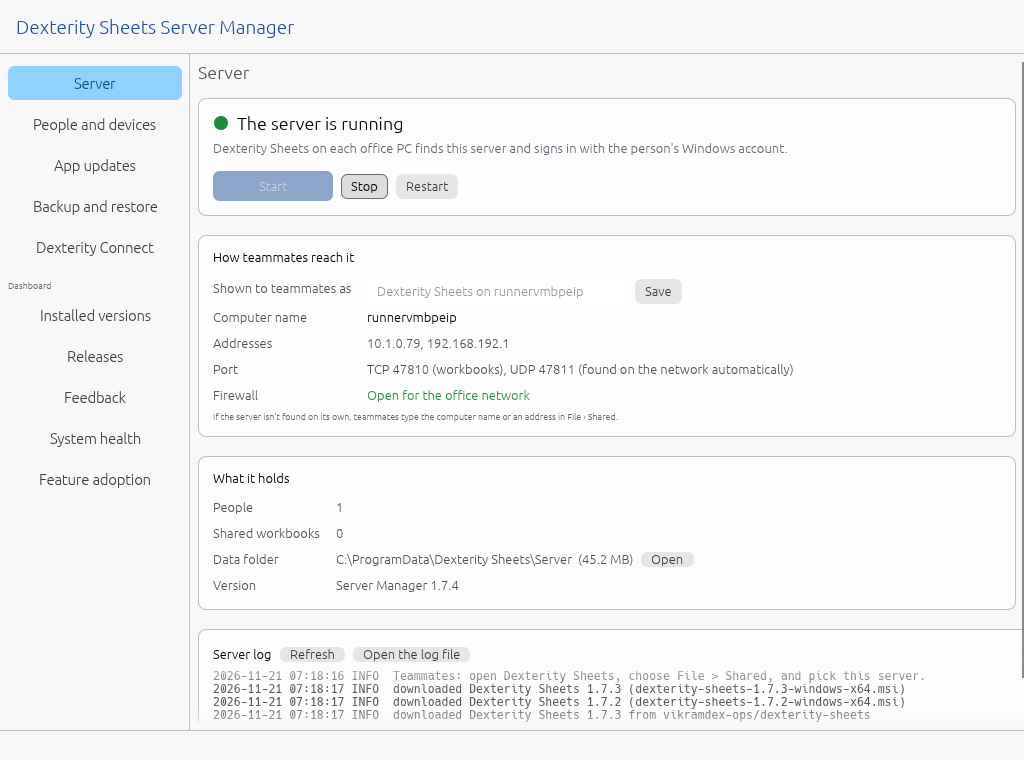 Dexterity Sheets Server Manager
Server
People and devices
App updates
Backup and restore
Dexterity Connect
Dashboard
Installed versions
Releases
Feedback
System health
Feature adoption
Server
The server is running
Dexterity Sheets on each office PC finds this server and signs in with the person's Windows account.
Start Stop Restart
How teammates reach it
Shown to teammates as Dexterity Sheets on runnervmbpeip Save
Computer name runnervmbpeip
Addresses 10.1.0.79, 192.168.192.1
Port TCP 47810 (workbooks), UDP 47811 (found on the network automatically)
Firewall Open for the office network
If the server isn't found on its own, teammates type the computer name or an address in File › Shared.
What it holds
People 1
Shared workbooks 0
Data folder C:\ProgramData\Dexterity Sheets\Server (45.2 MB) Open
Version Server Manager 1.7.4
Server log Refresh Open the log file
2026-11-21 07:18:16 INFO Teammates: open Dexterity Sheets, choose File > Shared, and pick this server.
2026-11-21 07:18:17 INFO downloaded Dexterity Sheets 1.7.3 (dexterity-sheets-1.7.3-windows-x64.msi)
2026-11-21 07:18:17 INFO downloaded Dexterity Sheets 1.7.2 (dexterity-sheets-1.7.2-windows-x64.msi)
2026-11-21 07:18:17 INFO downloaded Dexterity Sheets 1.7.3 from vikramdex-ops/dexterity-sheets